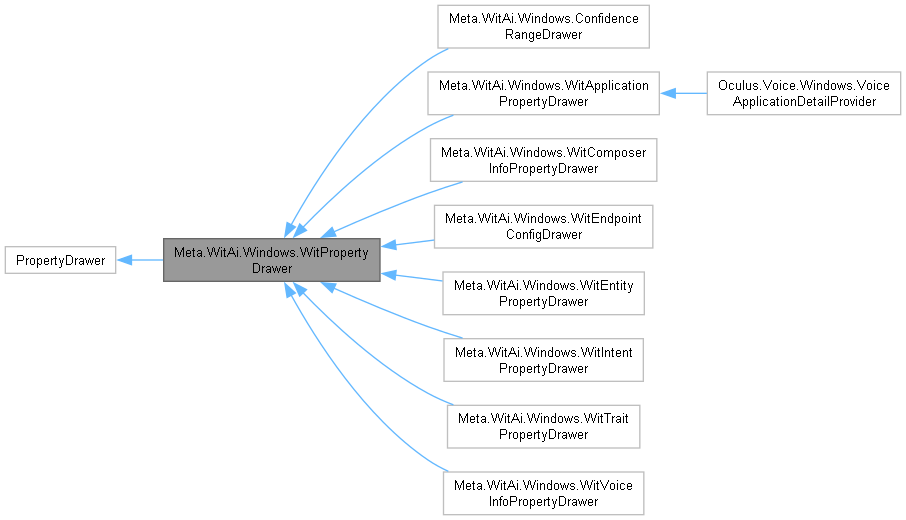 Meta.WitAi.Windows.Confidence
RangeDrawer
Meta.WitAi.Windows.WitApplication
PropertyDrawer
Oculus.Voice.Windows.Voice
ApplicationDetailProvider
Meta.WitAi.Windows.WitComposer
InfoPropertyDrawer
Meta.WitAi.Windows.WitEndpoint
ConfigDrawer
PropertyDrawer
Meta.WitAi.Windows.WitProperty
Drawer
Meta.WitAi.Windows.WitEntity
PropertyDrawer
Meta.WitAi.Windows.WitIntent
PropertyDrawer
Meta.WitAi.Windows.WitTrait
PropertyDrawer
Meta.WitAi.Windows.WitVoice
InfoPropertyDrawer